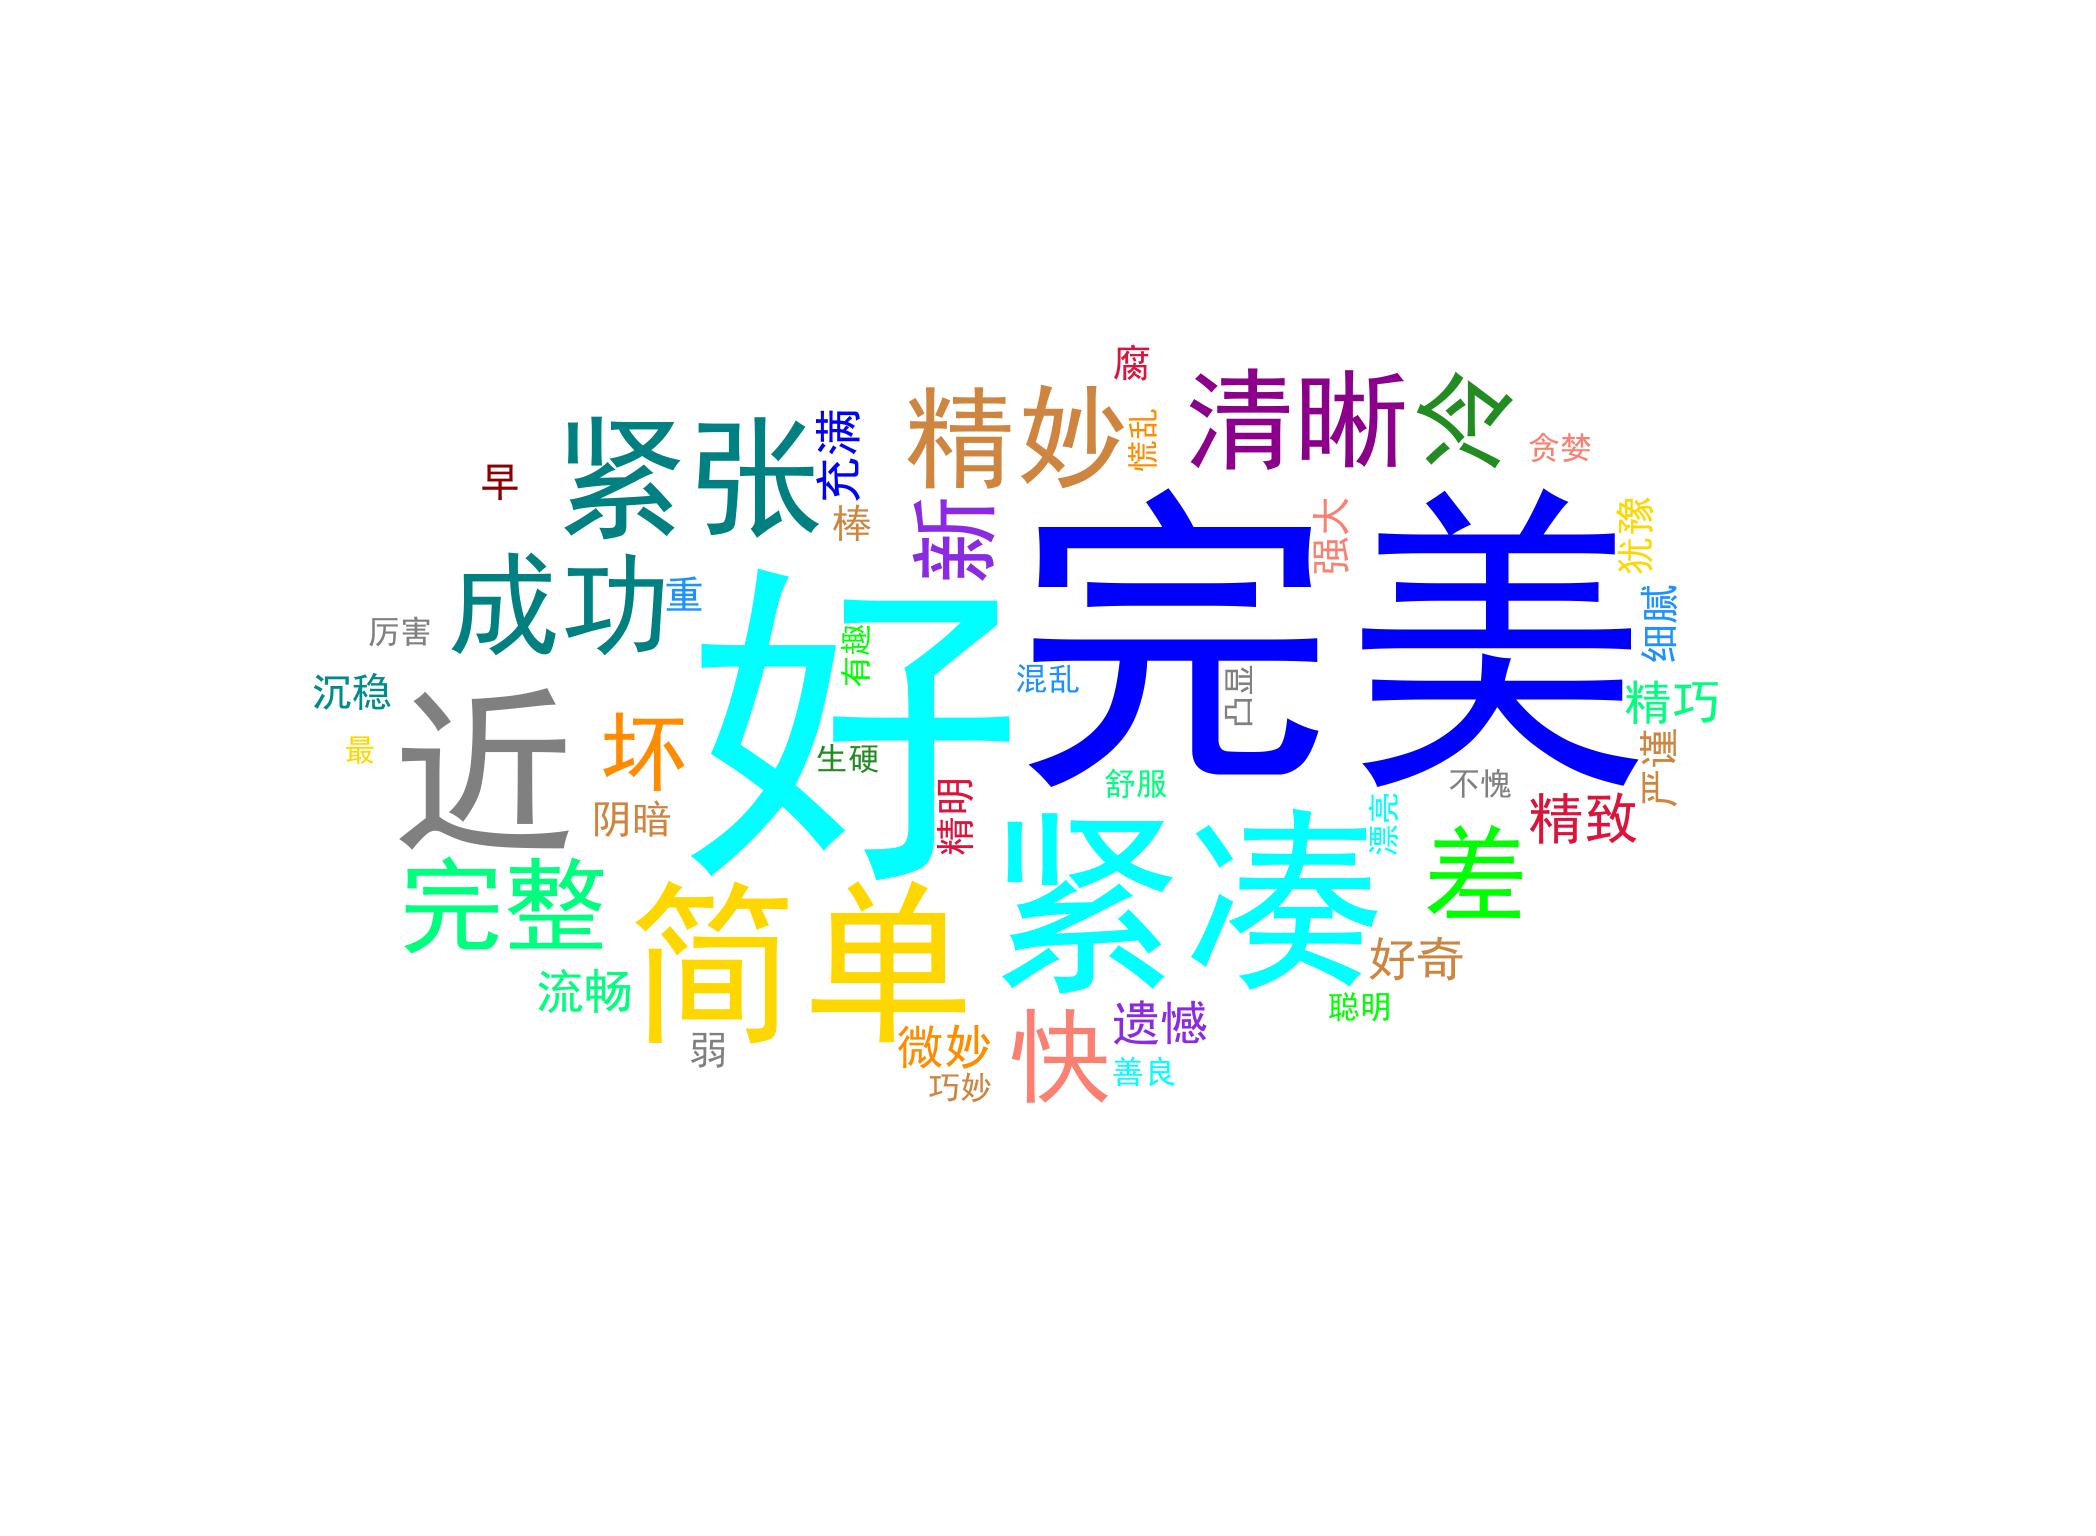 腐
清晰
冷
精妙
慌乱
充满
紧张
贪婪
早
棒
新
完美
强大
犹豫
成功
重
好
细腻
厉害
有趣
沉稳
混乱
凸显
精巧
近
坏
最
生硬
严谨
舒服
不愧
精明
阴暗
精致
紧凑
漂亮
差
完整
简单
好奇
流畅
聪明
遗憾
弱
微妙
快
善良
巧妙